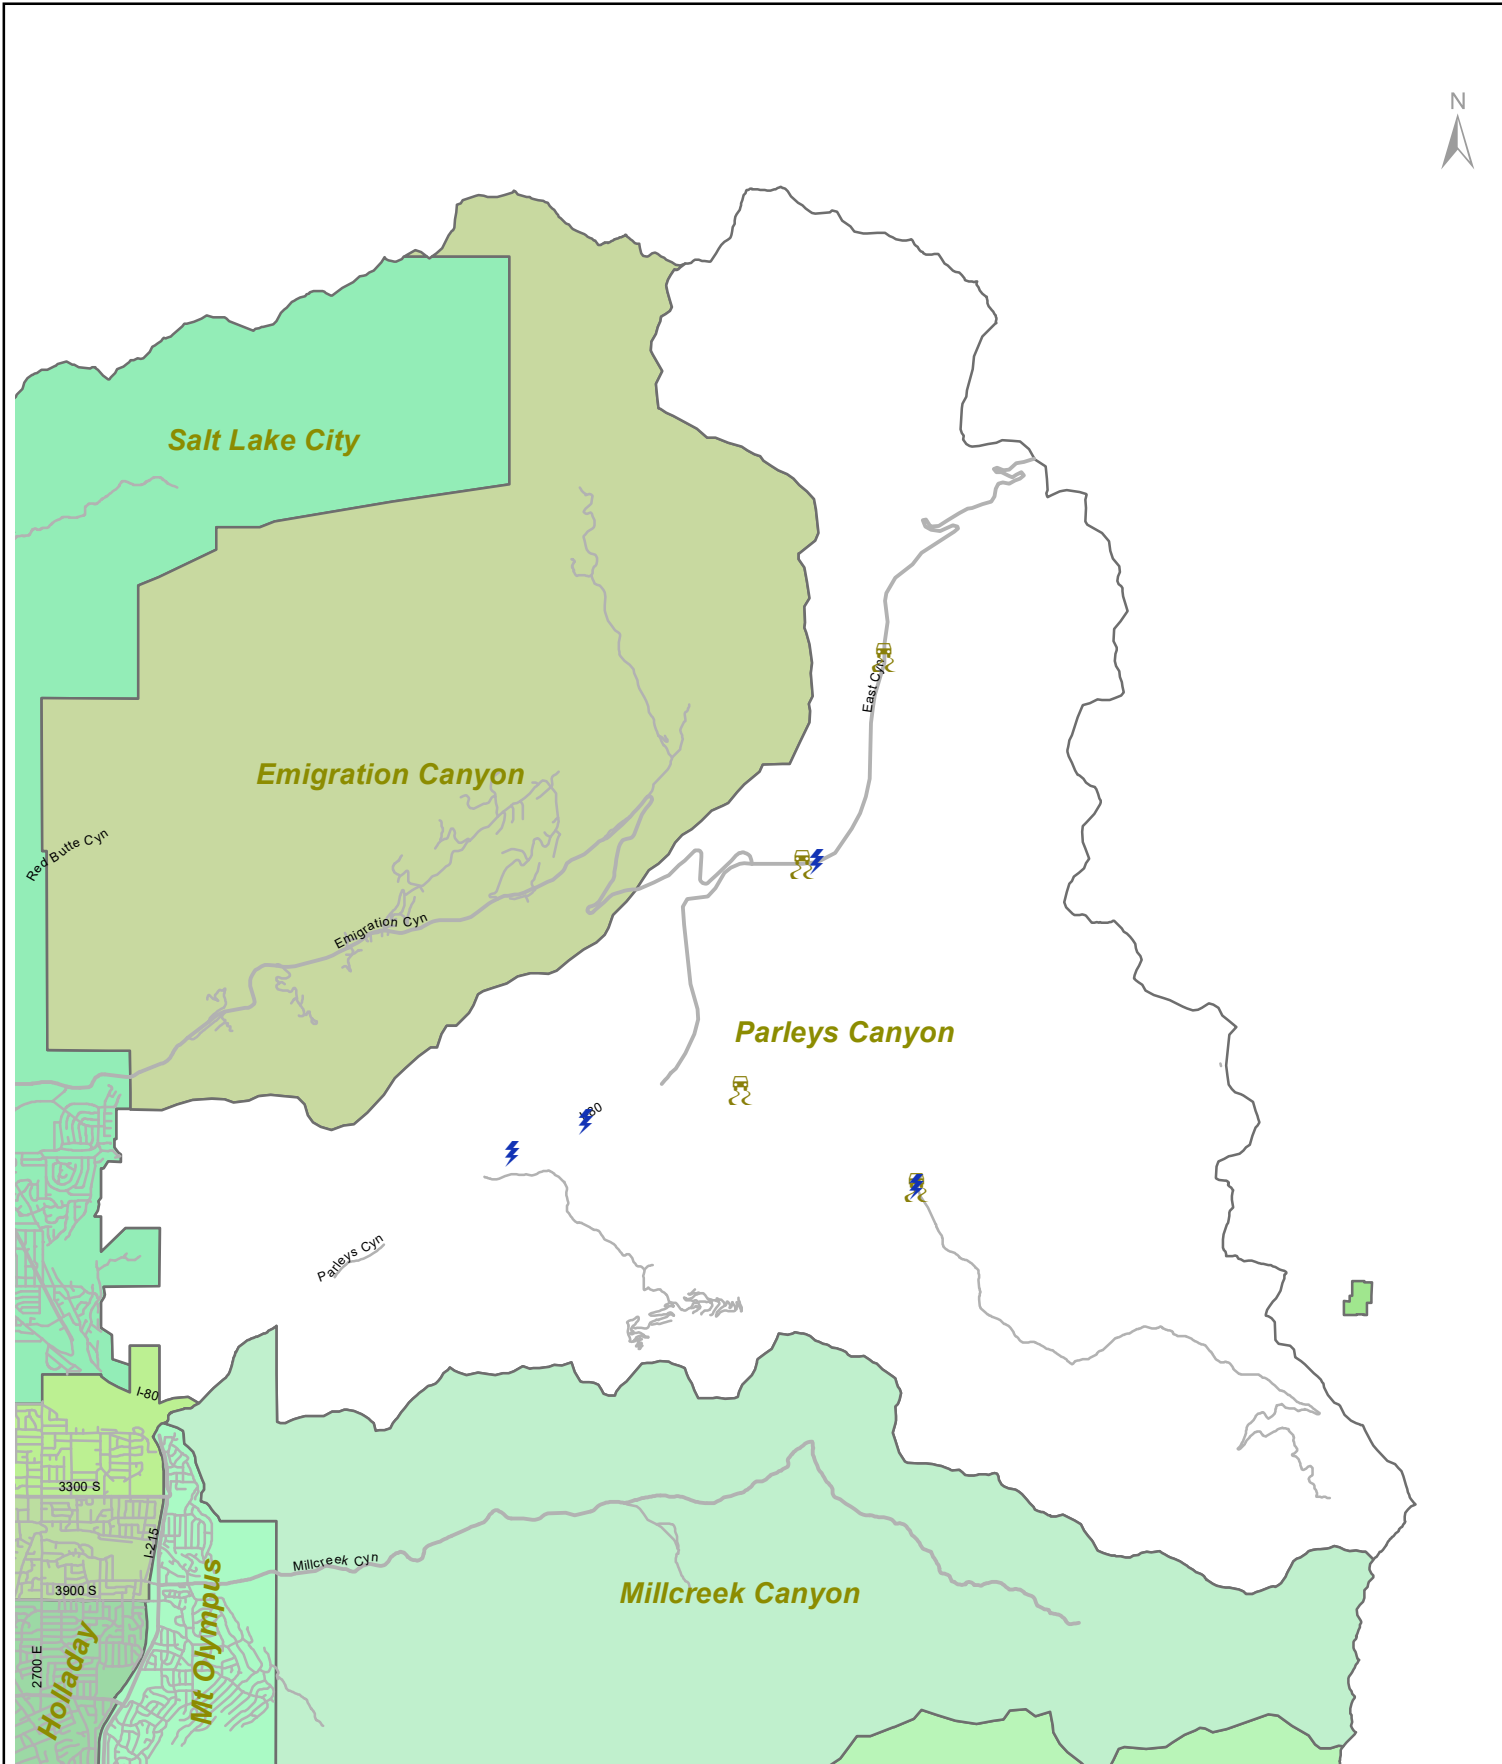 N
Salt Lake City
East Cyn
Emigration Canyon
Red Butte Cyn
Emigration Cyn
Parleys Canyon
Parleys Cyn
I-80
3300 S
I-215
Millcreek Cyn
3900 S
Millcreek Canyon
Mt Olympus
Holladay
2700 E